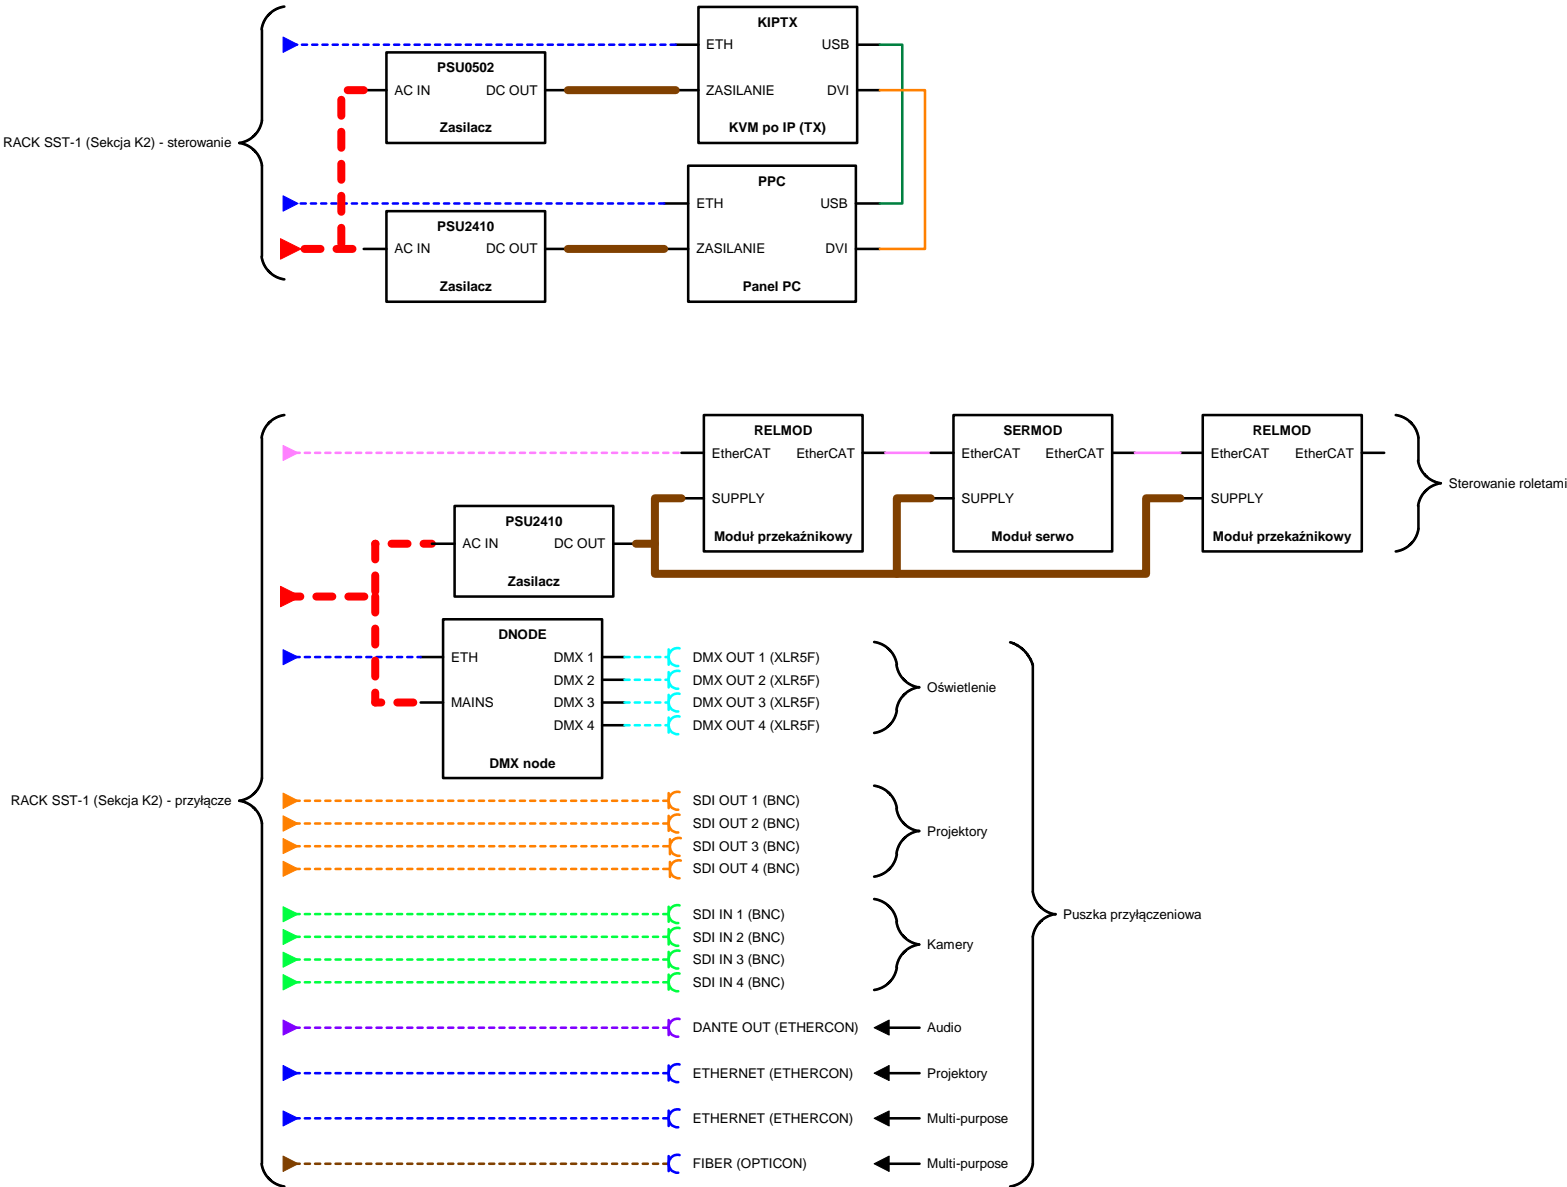 KIPTX
ETH USB
ZASILANIE DVI
KVM po IP (TX)
PSU0502
AC IN DC OUT
Zasilacz
RACK SST-1 (Sekcja K2) - sterowanie
PPC
ETH USB
ZASILANIE DVI
Panel PC
PSU2410
AC IN DC OUT
Zasilacz
RELMOD
EtherCAT EtherCAT
SUPPLY
Moduł przekaźnikowy
SERMOD
EtherCAT EtherCAT
SUPPLY
Moduł serwo
RELMOD
EtherCAT EtherCAT
SUPPLY
Moduł przekaźnikowy
Sterowanie roletami
PSU2410
AC IN DC OUT
Zasilacz
DNODE
ETH DMX 1
DMX 2
MAINS DMX 3
DMX 4
DMX node
DMX OUT 1 (XLR5F)
DMX OUT 2 (XLR5F)
DMX OUT 3 (XLR5F)
DMX OUT 4 (XLR5F)
Oświetlenie
RACK SST-1 (Sekcja K2) - przyłącze
SDI OUT 1 (BNC)
SDI OUT 2 (BNC)
SDI OUT 3 (BNC)
SDI OUT 4 (BNC)
Projektory
SDI IN 1 (BNC)
SDI IN 2 (BNC)
SDI IN 3 (BNC)
SDI IN 4 (BNC)
Kamery
Puszka przyłączeniowa
DANTE OUT (ETHERCON) Audio
ETHERNET (ETHERCON) Projektory
ETHERNET (ETHERCON) Multi-purpose
FIBER (OPTICON) Multi-purpose